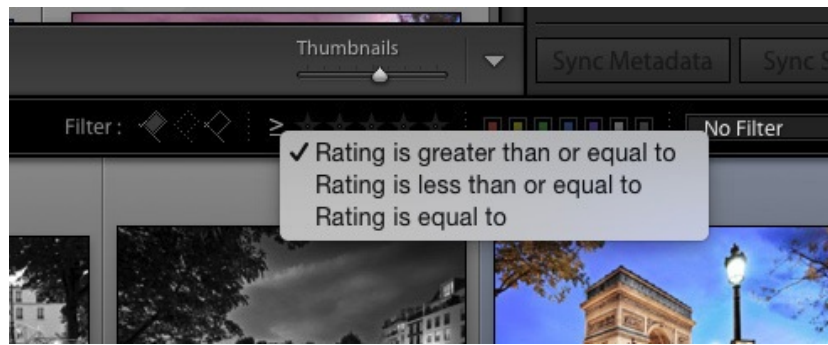 Thumbnails
Sync Metadata
Sync S
Filter :
≥
No Filter
✓ Rating is greater than or equal to
Rating is less than or equal to
Rating is equal to